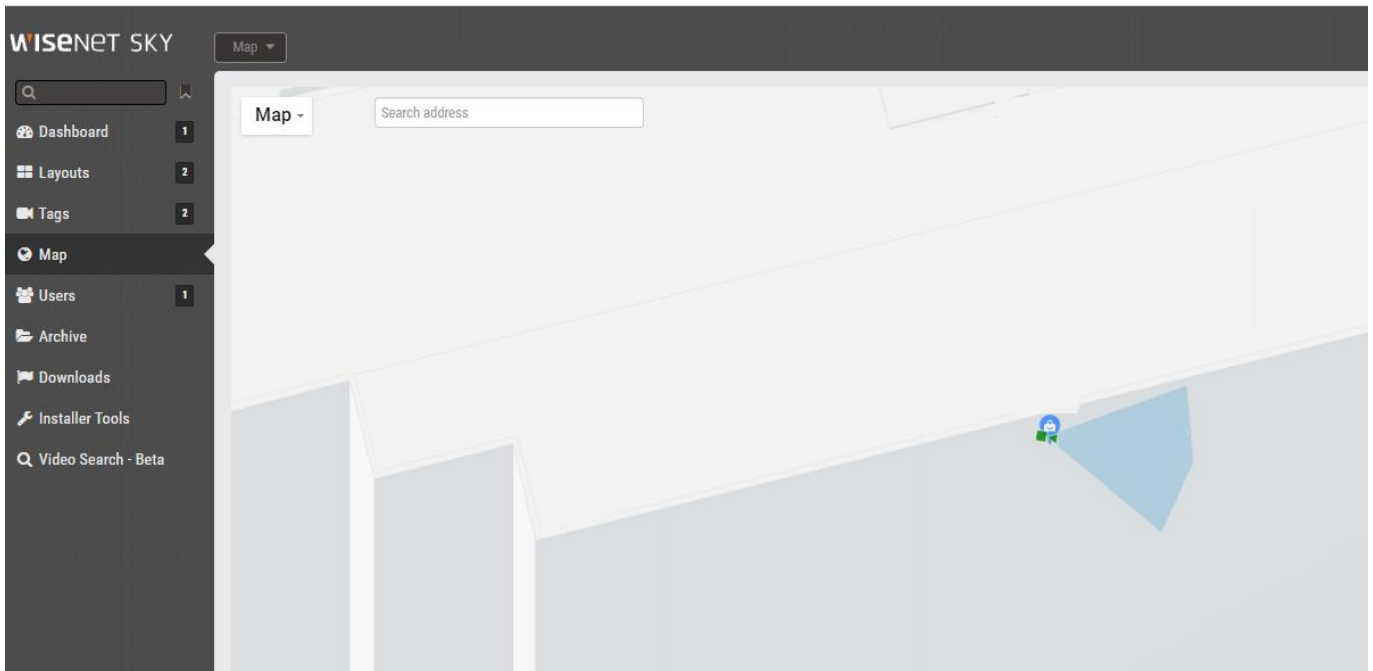 WISENET SKY
Map
Dashboard 1
Layouts 2
Tags 2
Map
Users 1
Archive
Downloads
Installer Tools
Video Search - Beta
Map
Search address